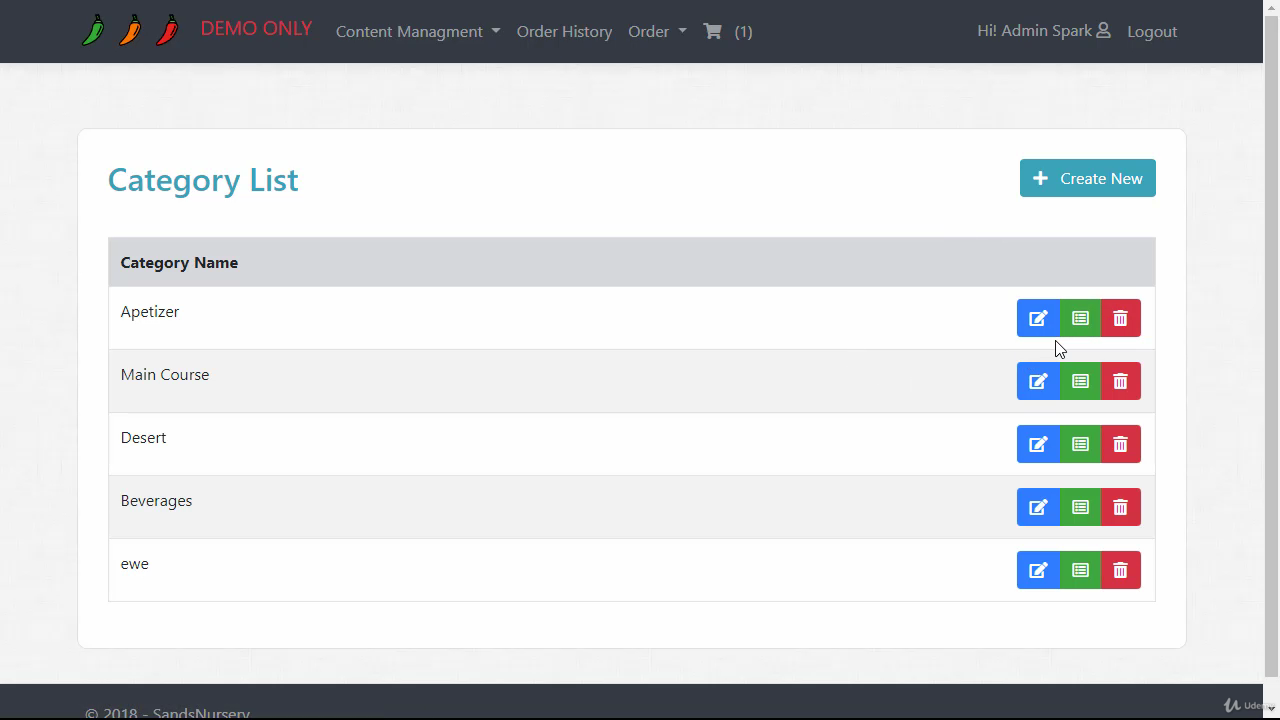 DEMO ONLY Content Managment Order History Order (1) Hi! Admin Spark Logout
Category List
Create New
Category Name
Apetizer
Main Course
Desert
Beverages
ewe
© 2018 - SandsNursery